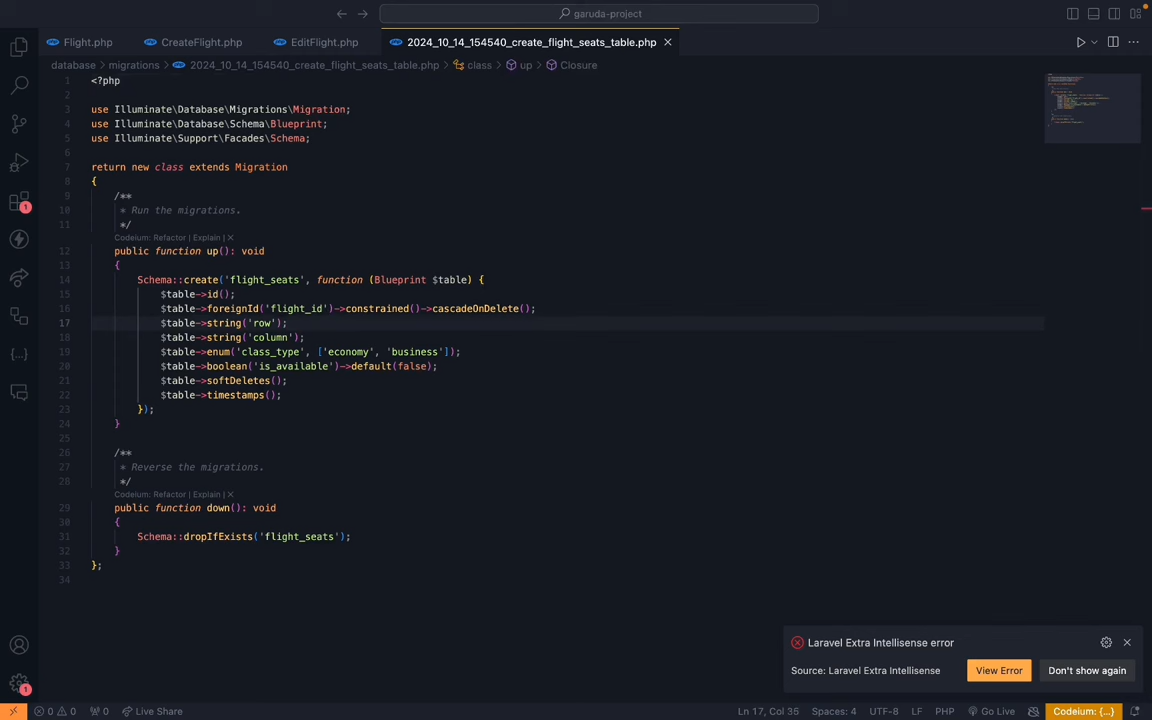 garuda-project
Flight.php
CreateFlight.php
EditFlight.php
2024_10_14_154540_create_flight_seats_table.php
database > migrations > 2024_10_14_154540_create_flight_seats_table.php > class > up > Closure
1 <?php
2
3 use Illuminate\Database\Migrations\Migration;
4 use Illuminate\Database\Schema\Blueprint;
5 use Illuminate\Support\Facades\Schema;
6
7 return new class extends Migration
8 {
9 /**
10 * Run the migrations.
11 */
Codeium: Refactor | Explain | X
12 public function up(): void
13 {
14 Schema::create('flight_seats', function (Blueprint $table) {
15 $table->id();
16 $table->foreignId('flight_id')->constrained()->cascadeOnDelete();
17 $table->string('row');
18 $table->string('column');
19 $table->enum('class_type', ['economy', 'business']);
20 $table->boolean('is_available')->default(false);
21 $table->softDeletes();
22 $table->timestamps();
23 });
24 }
25
26 /**
27 * Reverse the migrations.
28 */
Codeium: Refactor | Explain | X
29 public function down(): void
30 {
31 Schema::dropIfExists('flight_seats');
32 }
33 };
34
1
Laravel Extra Intellisense error
Source: Laravel Extra Intellisense
View Error
Don't show again
1
0 0 0 Live Share
Ln 17, Col 35 Spaces: 4 UTF-8 LF PHP Go Live Codeium: {...}